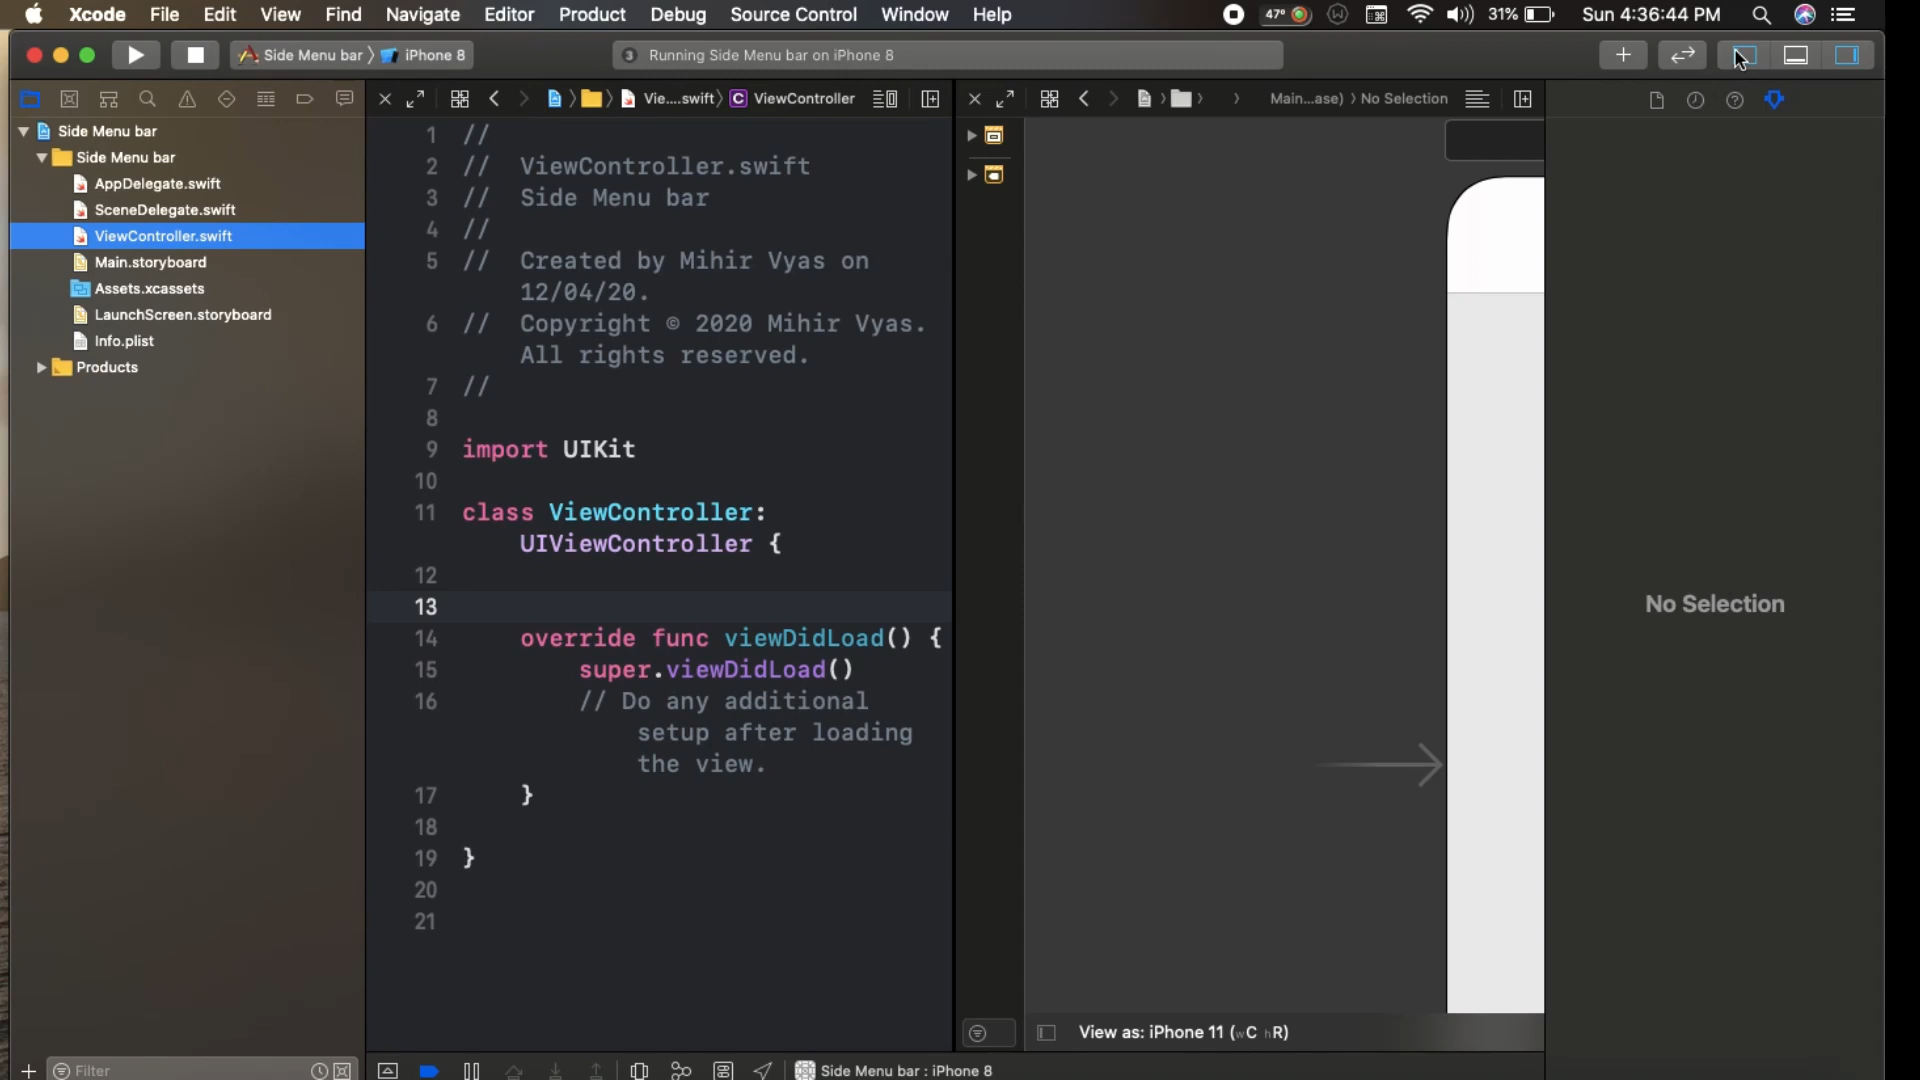 Xcode File Edit View Find Navigate Editor Product Debug Source Control Window Help 47° 31% Sun 4:36:44 PM
Side Menu bar iPhone 8 3 Running Side Menu bar on iPhone 8
Vie....swift ViewController Main...ase) No Selection
Side Menu bar
Side Menu bar
AppDelegate.swift
SceneDelegate.swift
ViewController.swift
Main.storyboard
Assets.xcassets
LaunchScreen.storyboard
Info.plist
Products
1 //
2 // ViewController.swift
3 // Side Menu bar
4 //
5 // Created by Mihir Vyas on
12/04/20.
6 // Copyright © 2020 Mihir Vyas.
All rights reserved.
7 //
8
9 import UIKit
10
11 class ViewController:
UIViewController {
12
13
14 override func viewDidLoad() {
15 super.viewDidLoad()
16 // Do any additional
setup after loading
the view.
17 }
18
19 }
20
21
No Selection
View as: iPhone 11 (wC hR)
Filter
Side Menu bar : iPhone 8